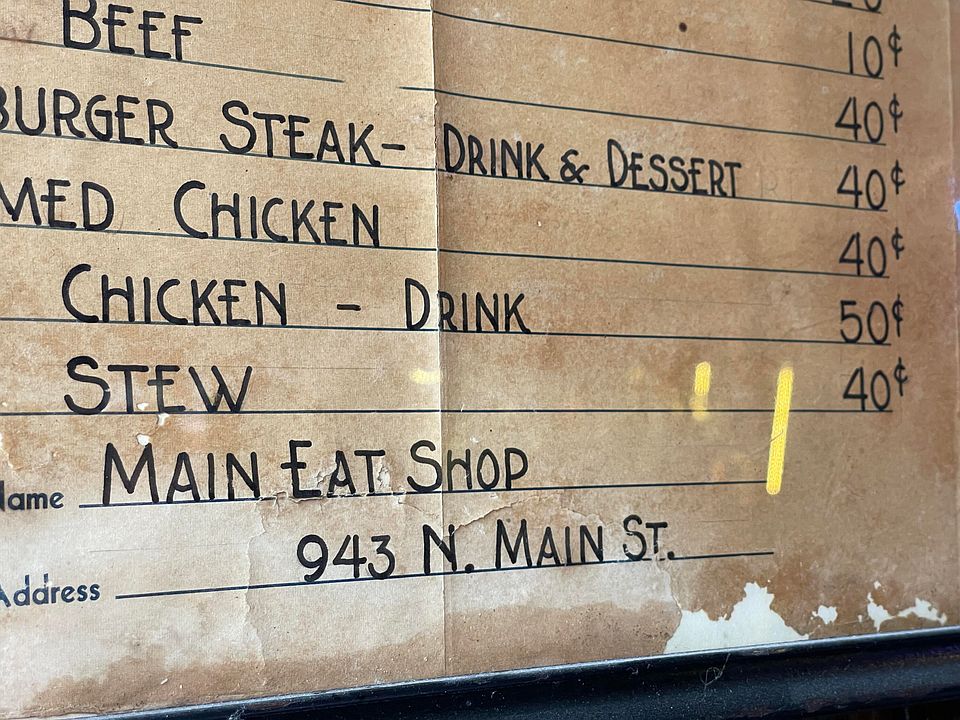 10¢
BEEF 40¢
BURGER STEAK- DRINK & DESSERT 40¢
MED CHICKEN 40¢
CHICKEN - DRINK 50¢
STEW 40¢
Name MAIN EAT SHOP
943 N. MAIN ST.
Address